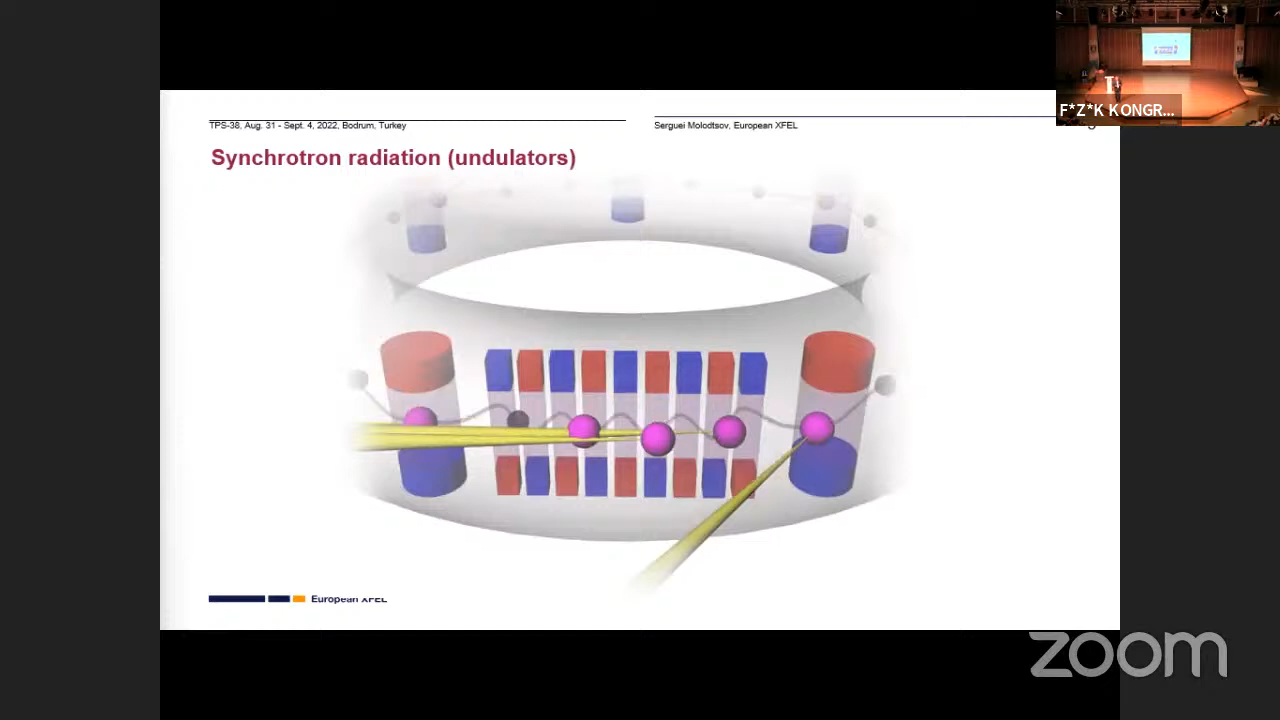 TPS-38, Aug. 31 - Sept. 4, 2022, Bodrum, Turkey
Serguei Molodtsov, European XFEL
Synchrotron radiation (undulators)
European XFEL
F*Z*K KONGR...
zoom